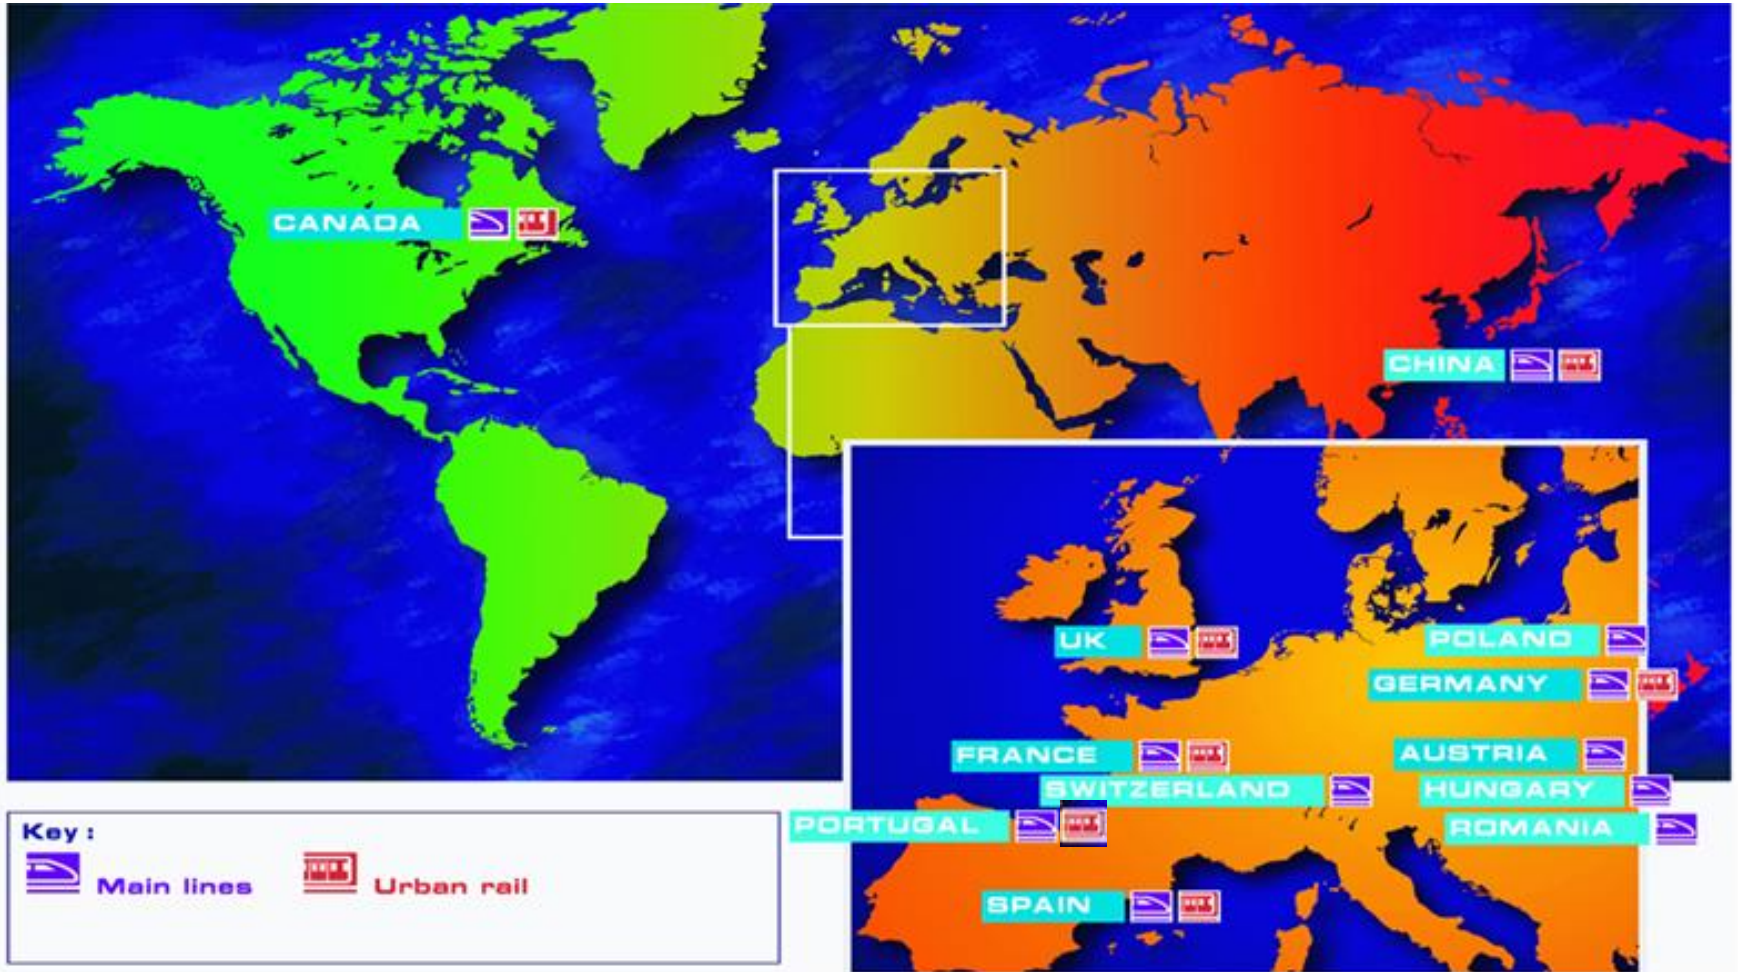 CANADA
CHINA
UK
POLAND
GERMANY
FRANCE
AUSTRIA
SWITZERLAND
HUNGARY
PORTUGAL
ROMANIA
SPAIN
Key :
Main lines
Urban rail